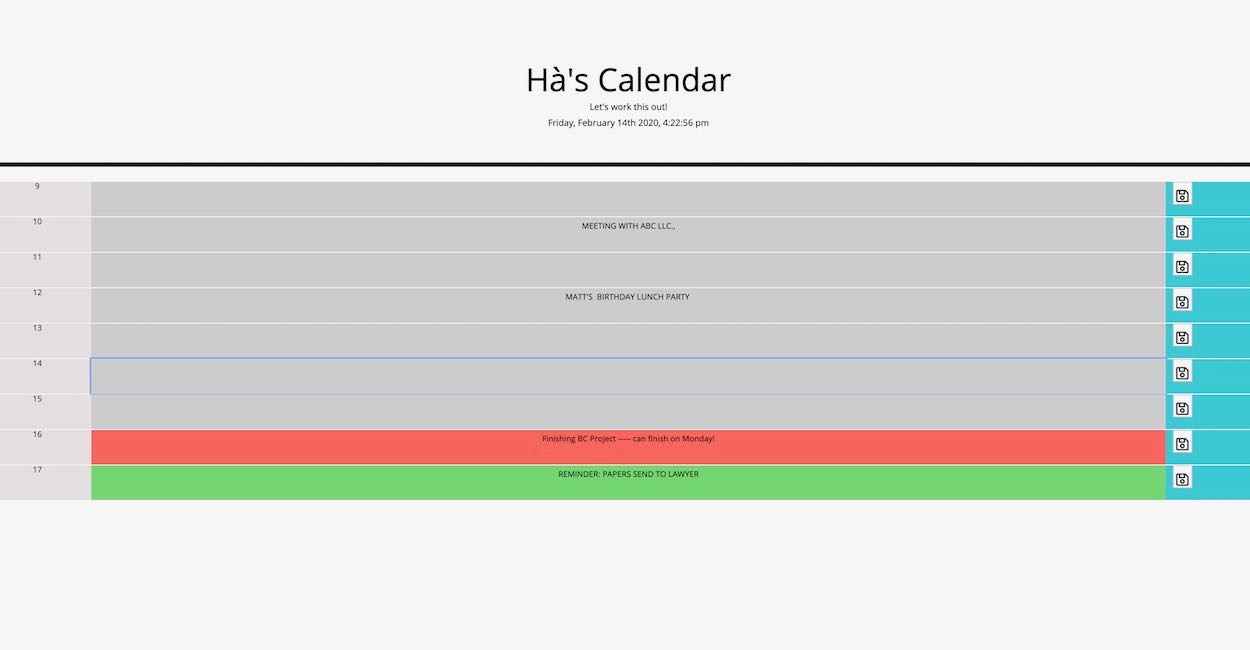 Hà's Calendar
Let's work this out!
Friday, February 14th 2020, 4:22:56 pm
9
10 MEETING WITH ABC LLC.,
11
12 MATT'S  BIRTHDAY LUNCH PARTY
13
14
15
16 Finishing BC Project ----- can finish on Monday!
17 REMINDER: PAPERS SEND TO LAWYER